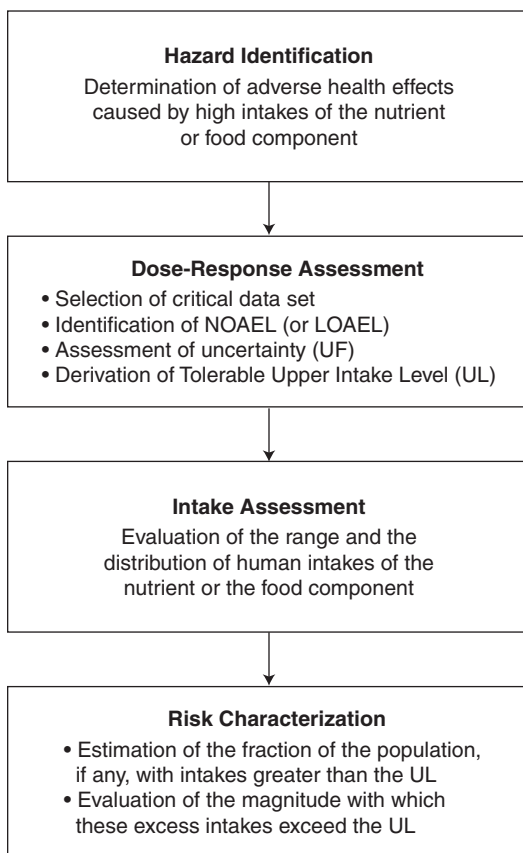 Hazard Identification
Determination of adverse health effects
caused by high intakes of the nutrient
or food component
Dose-Response Assessment
• Selection of critical data set
• Identification of NOAEL (or LOAEL)
• Assessment of uncertainty (UF)
• Derivation of Tolerable Upper Intake Level (UL)
Intake Assessment
Evaluation of the range and the
distribution of human intakes of the
nutrient or the food component
Risk Characterization
• Estimation of the fraction of the population,
if any, with intakes greater than the UL
• Evaluation of the magnitude with which
these excess intakes exceed the UL